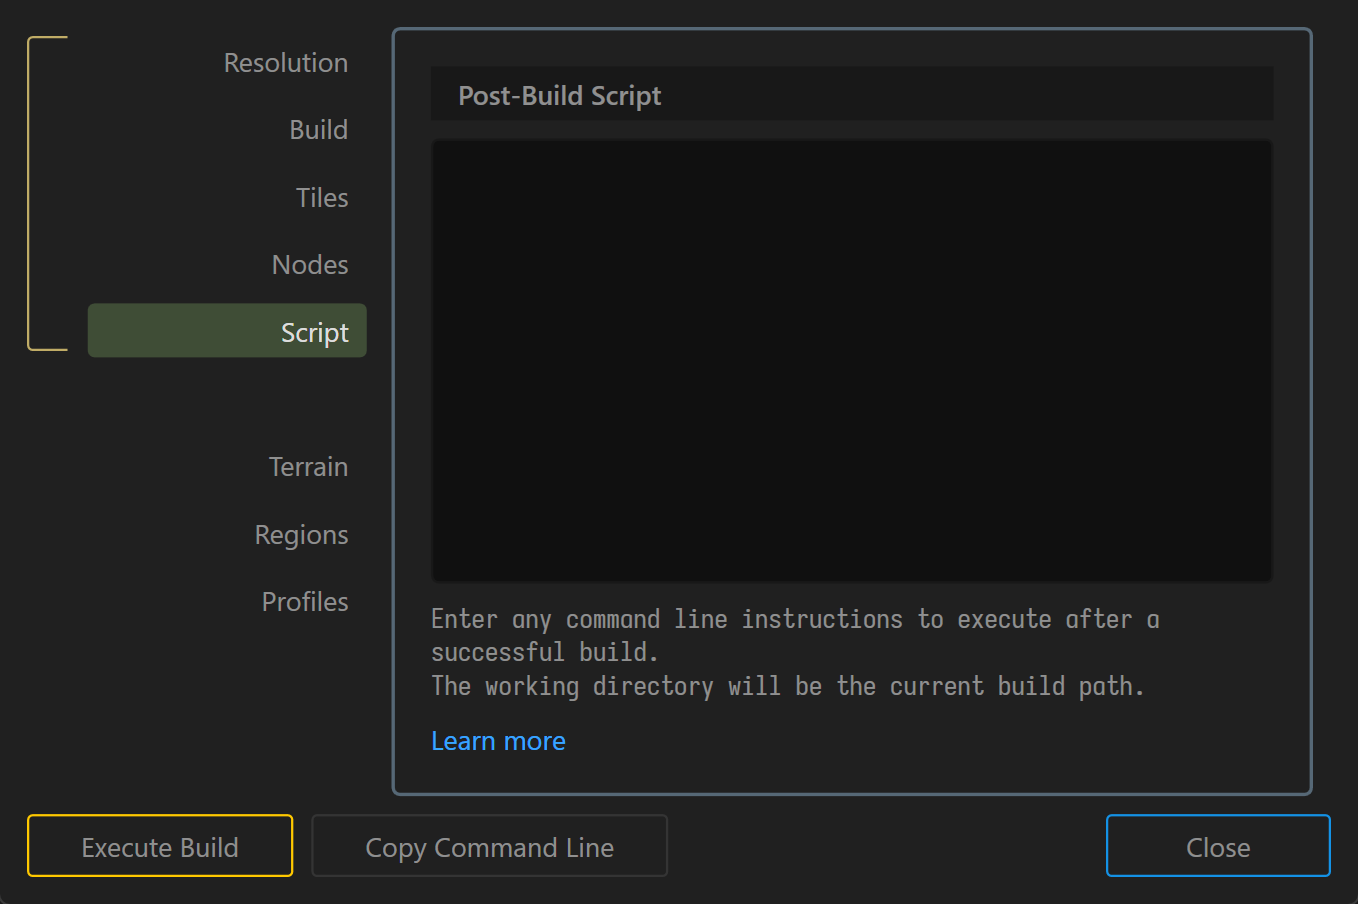 Resolution
Build
Tiles
Nodes
Script
Terrain
Regions
Profiles
Post-Build Script
Enter any command line instructions to execute after a
successful build.
The working directory will be the current build path.
Learn more
Execute Build
Copy Command Line
Close